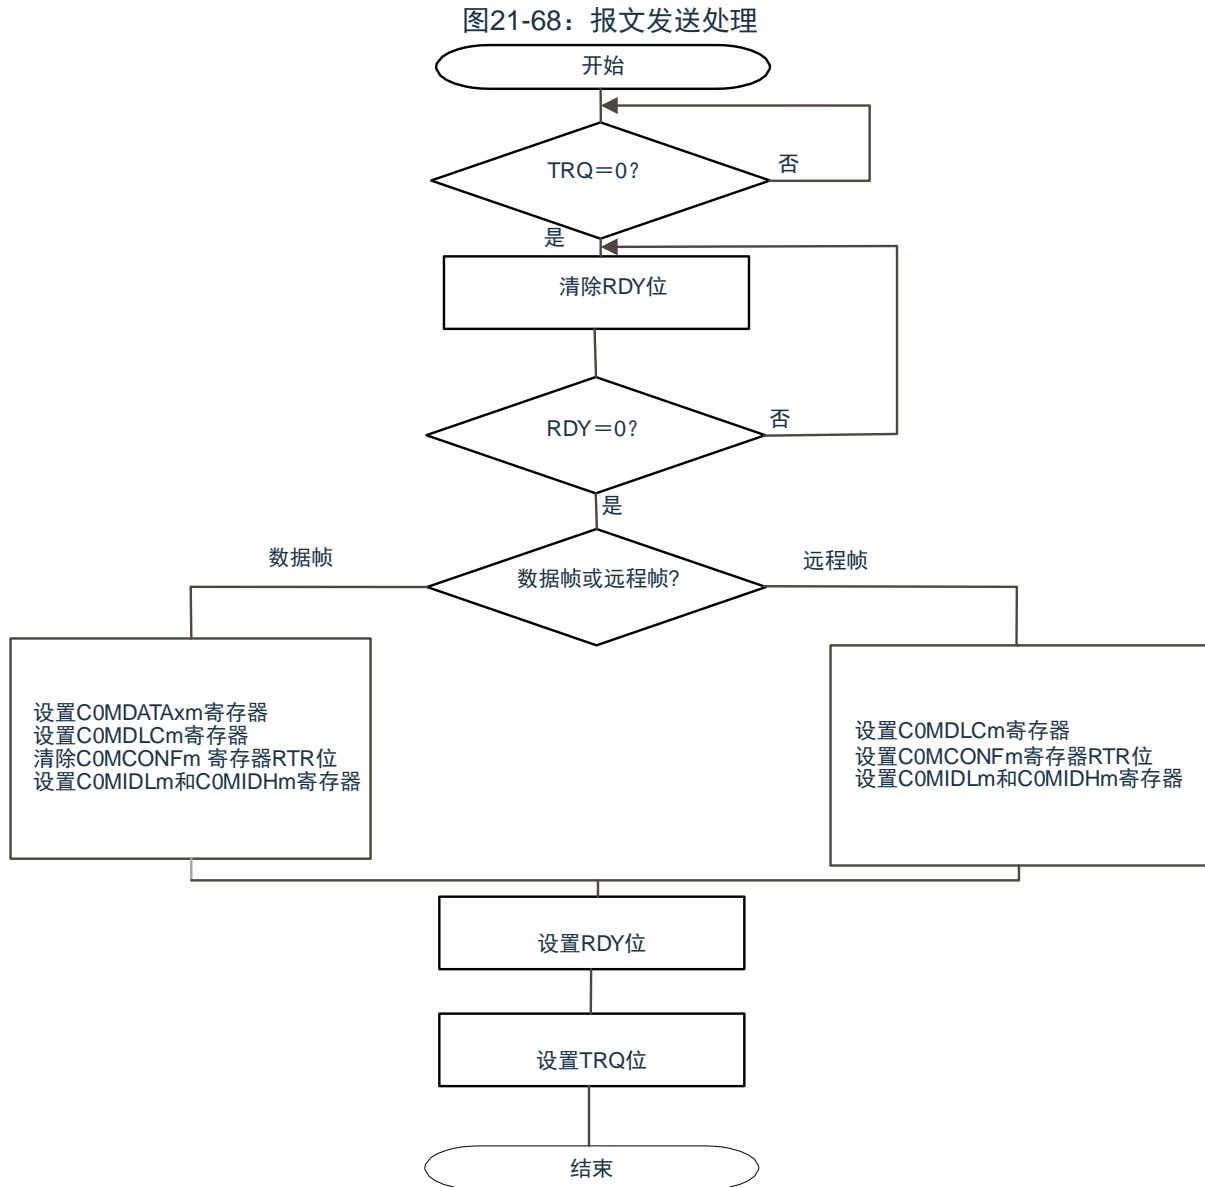 图21-68：报文发送处理
开始
TRQ＝0？
否
是
清除RDY位
RDY＝0？
否
是
数据帧或远程帧？
数据帧
远程帧
设置C0MDATAxm寄存器
设置C0MDLCm寄存器
清除C0MCONFm 寄存器RTR位
设置C0MIDLm和C0MIDHm寄存器
设置C0MDLCm寄存器
设置C0MCONFm寄存器RTR位
设置C0MIDLm和C0MIDHm寄存器
设置RDY位
设置TRQ位
结束